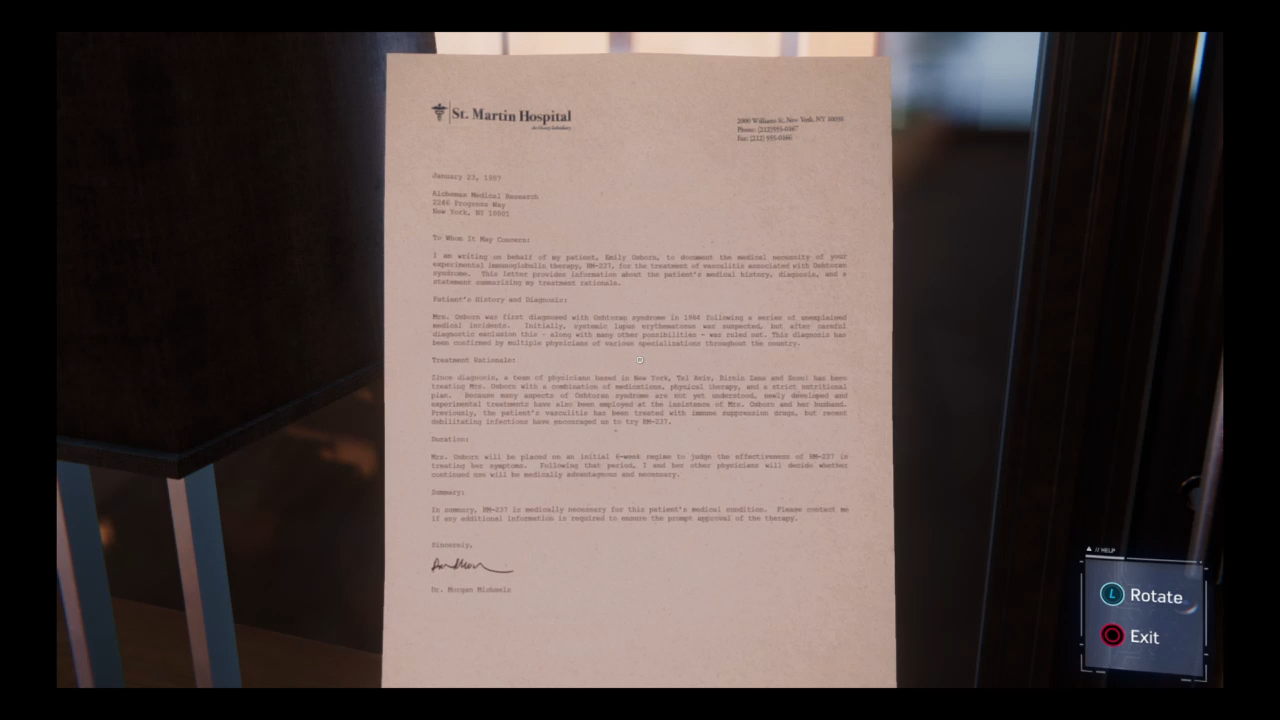 St. Martin Hospital
An Oscorp Subsidiary
2000 Williams St. New York, NY 10038
Phone: (212)
Fax: (212)
January 23, 1997
Alchemax Medical Research
2246 Progress Way
New York, NY 10001
To Whom It May Concern:
I am writing on behalf of my patient, Emily Osborn, to document the medical necessity of your
experimental immunoglobulin therapy, HM-237, for the treatment of vasculitis associated with Oshtoran
syndrome. This letter provides information about the patient's medical history, diagnosis, and a
statement summarizing my treatment rationale.
Patient's History and Diagnosis:
Mrs. Osborn was first diagnosed with Oshtoran syndrome in following a series of unexplained
medical incidents. Initially, systemic lupus erythematosus was suspected, but after careful
diagnostic exclusion this - along with many other possibilities - was ruled out. This diagnosis has
been confirmed by multiple physicians of various specializations throughout the country.
Treatment Rationale:
Since diagnosis, a team of physicians based in New York, Tel Aviv, Birnin Zana and Seoul has been
treating Mrs. Osborn with a combination of medications, physical therapy, and a strict nutritional
plan. Because many aspects of Oshtoran syndrome are not yet understood, newly developed and
experimental treatments have also been employed at the insistence of Mrs. Osborn and her husband.
Previously, the patient's vasculitis has been treated with immune suppression drugs, but recent
debilitating infections have encouraged us to try HM-237.
Duration:
Mrs. Osborn will be placed on an initial 6-week regime to judge the effectiveness of HM-237 in
treating her symptoms. Following that period, I and her other physicians will decide whether
continued use will be medically advantageous and necessary.
Summary:
In summary, HM-237 is medically necessary for this patient's medical condition. Please contact me
if any additional information is required to ensure the prompt approval of the therapy.
Sincerely,
Dr. Morgan Michaels
// HELP
L Rotate
Exit